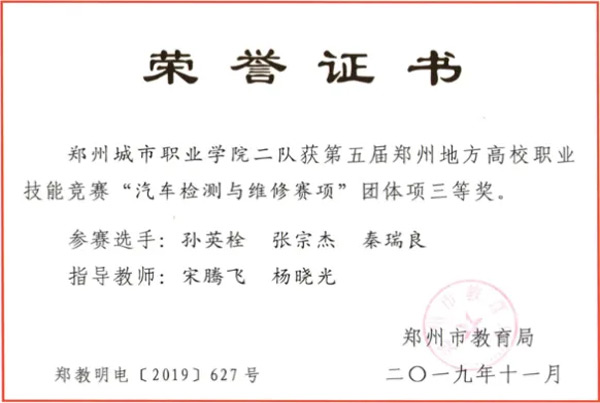 荣誉证书
郑州城市职业学院二队获第五届郑州地方高校职业
技能竞赛“汽车检测与维修赛项”团体项三等奖。
参赛选手：孙英栓 张宗杰 秦瑞良
指导教师：宋腾飞 杨晓光
郑州市教育局
郑教明电〔2019〕627号
二〇一九年十一月